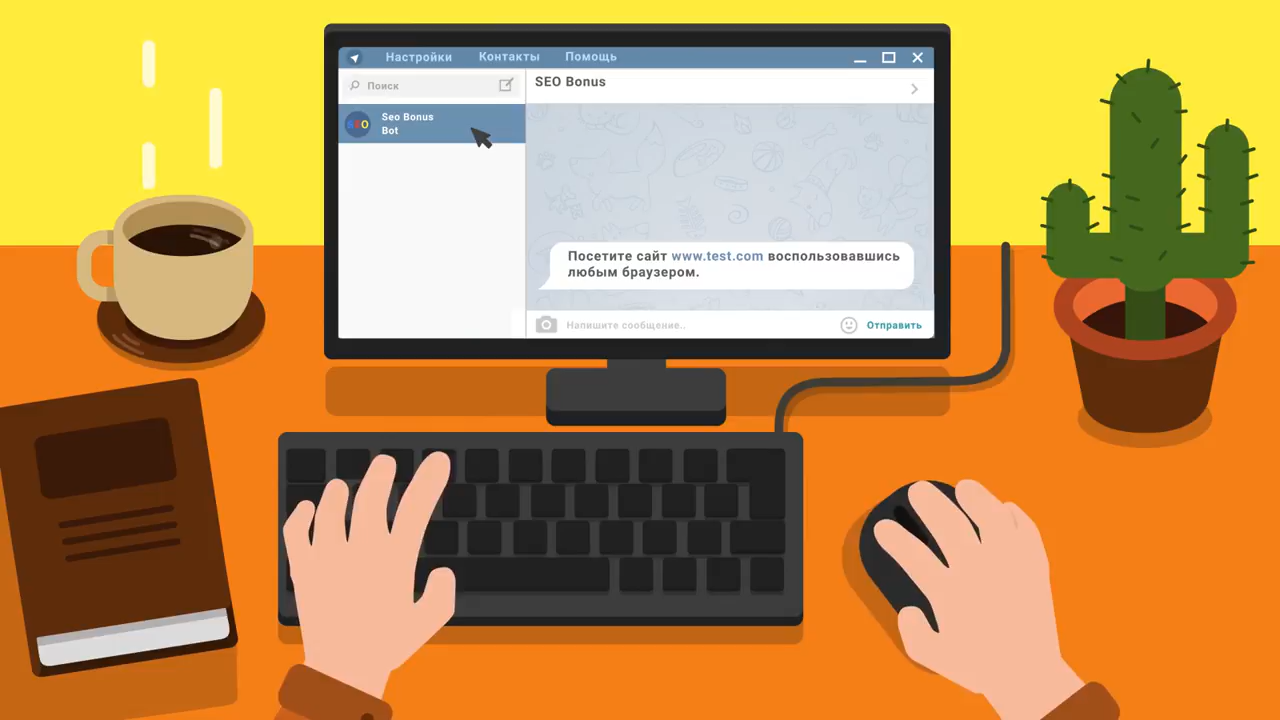 Настройки Контакты Помощь
Поиск
SEO Bonus
SEO
Seo Bonus
Bot
Посетите сайт www.test.com воспользовавшись
любым браузером.
Напишите сообщение..
Отправить